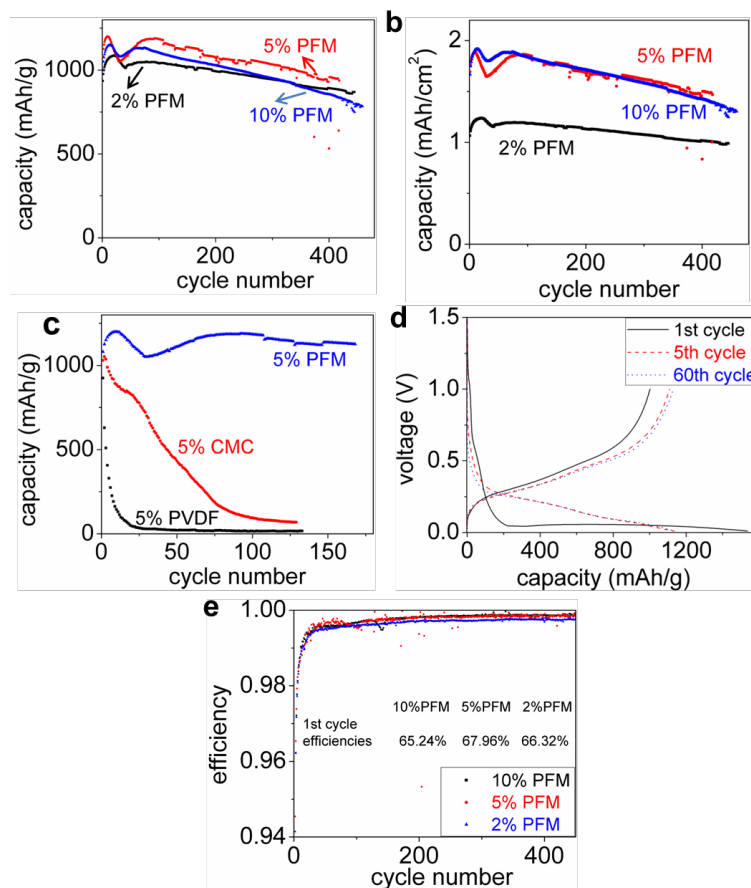 a
b
1000
500
0
capacity (mAh/g)
5% PFM
10% PFM
2% PFM
0
200
400
cycle number
2
1
0
capacity (mAh/cm²)
5% PFM
10% PFM
2% PFM
0
200
400
cycle number
c
1000
500
0
capacity (mAh/g)
5% PFM
5% CMC
5% PVDF
0
50
100
150
cycle number
d
1.5
1.0
0.5
0.0
voltage (V)
1st cycle
5th cycle
60th cycle
0
400
800
1200
capacity (mAh/g)
e
1.00
0.98
0.96
0.94
efficiency
10%PFM 5%PFM 2%PFM
1st cycle
efficiencies 65.24% 67.96% 66.32%
10% PFM
5% PFM
2% PFM
0
200
400
cycle number